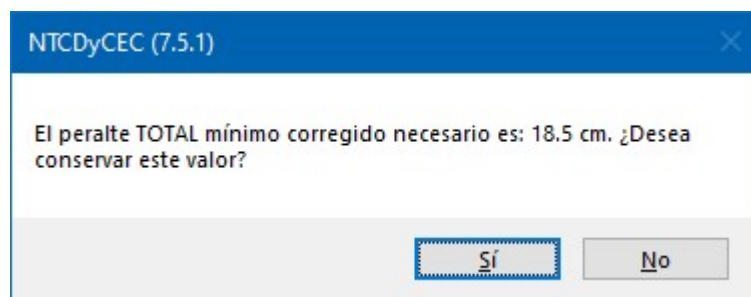 NTCDyCEC (7.5.1)
El peralte TOTAL mínimo corregido necesario es: 18.5 cm. ¿Desea
conservar este valor?
Sí
No